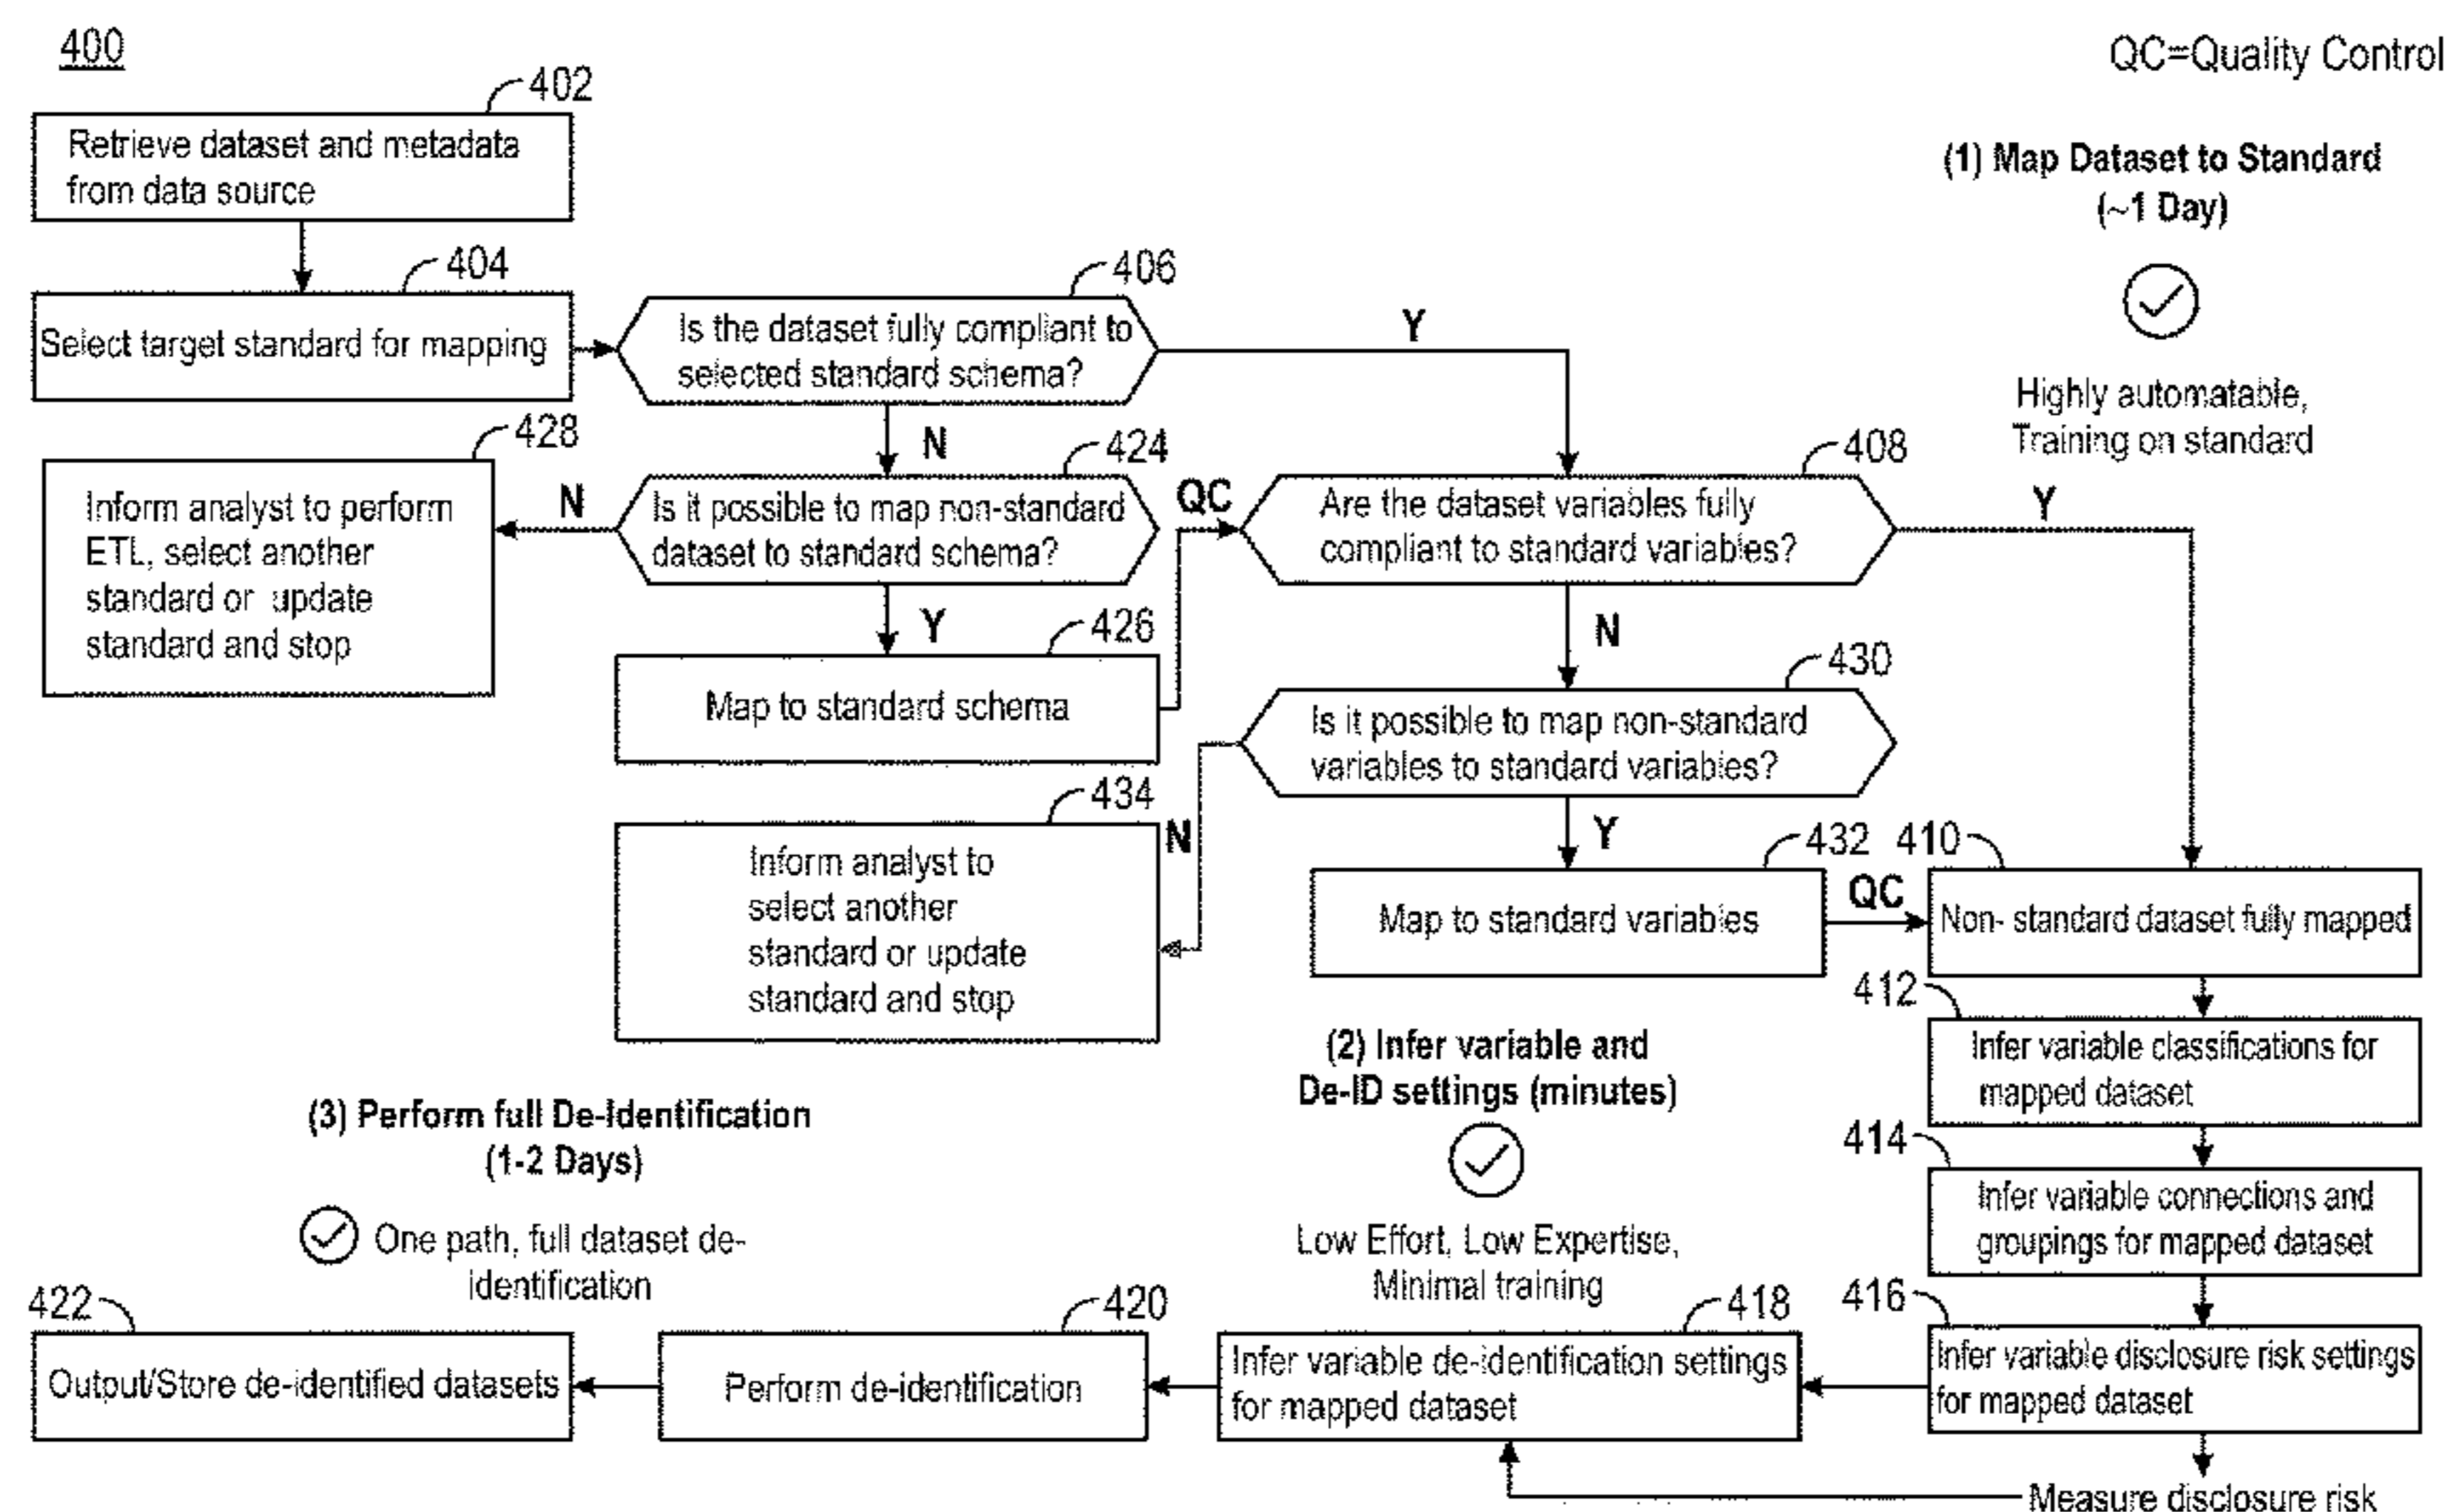 400
QC=Quality Control
402
Retrieve dataset and metadata
from data source
(1) Map Dataset to Standard
(~1 Day)
404
Select target standard for mapping
406
Is the dataset fully compliant to
selected standard schema?
Y
Highly automatable,
Training on standard
428
Inform analyst to perform
ETL, select another
standard or update
standard and stop
N
N
424
Is it possible to map non-standard
dataset to standard schema?
QC
408
Are the dataset variables fully
compliant to standard variables?
Y
Y
426
Map to standard schema
N
430
Is it possible to map non-standard
variables to standard variables?
434
Inform analyst to
select another
standard or update
standard and stop
N
Y
432
Map to standard variables
QC
410
Non- standard dataset fully mapped
412
Infer variable classifications for
mapped dataset
(2) Infer variable and
De-ID settings (minutes)
Low Effort, Low Expertise,
Minimal training
(3) Perform full De-Identification
(1-2 Days)
One path, full dataset de-
identification
414
Infer variable connections and
groupings for mapped dataset
416
Infer variable disclosure risk settings
for mapped dataset
418
Infer variable de-identification settings
for mapped dataset
420
Perform de-identification
422
Output/Store de-identified datasets
Measure disclosure risk